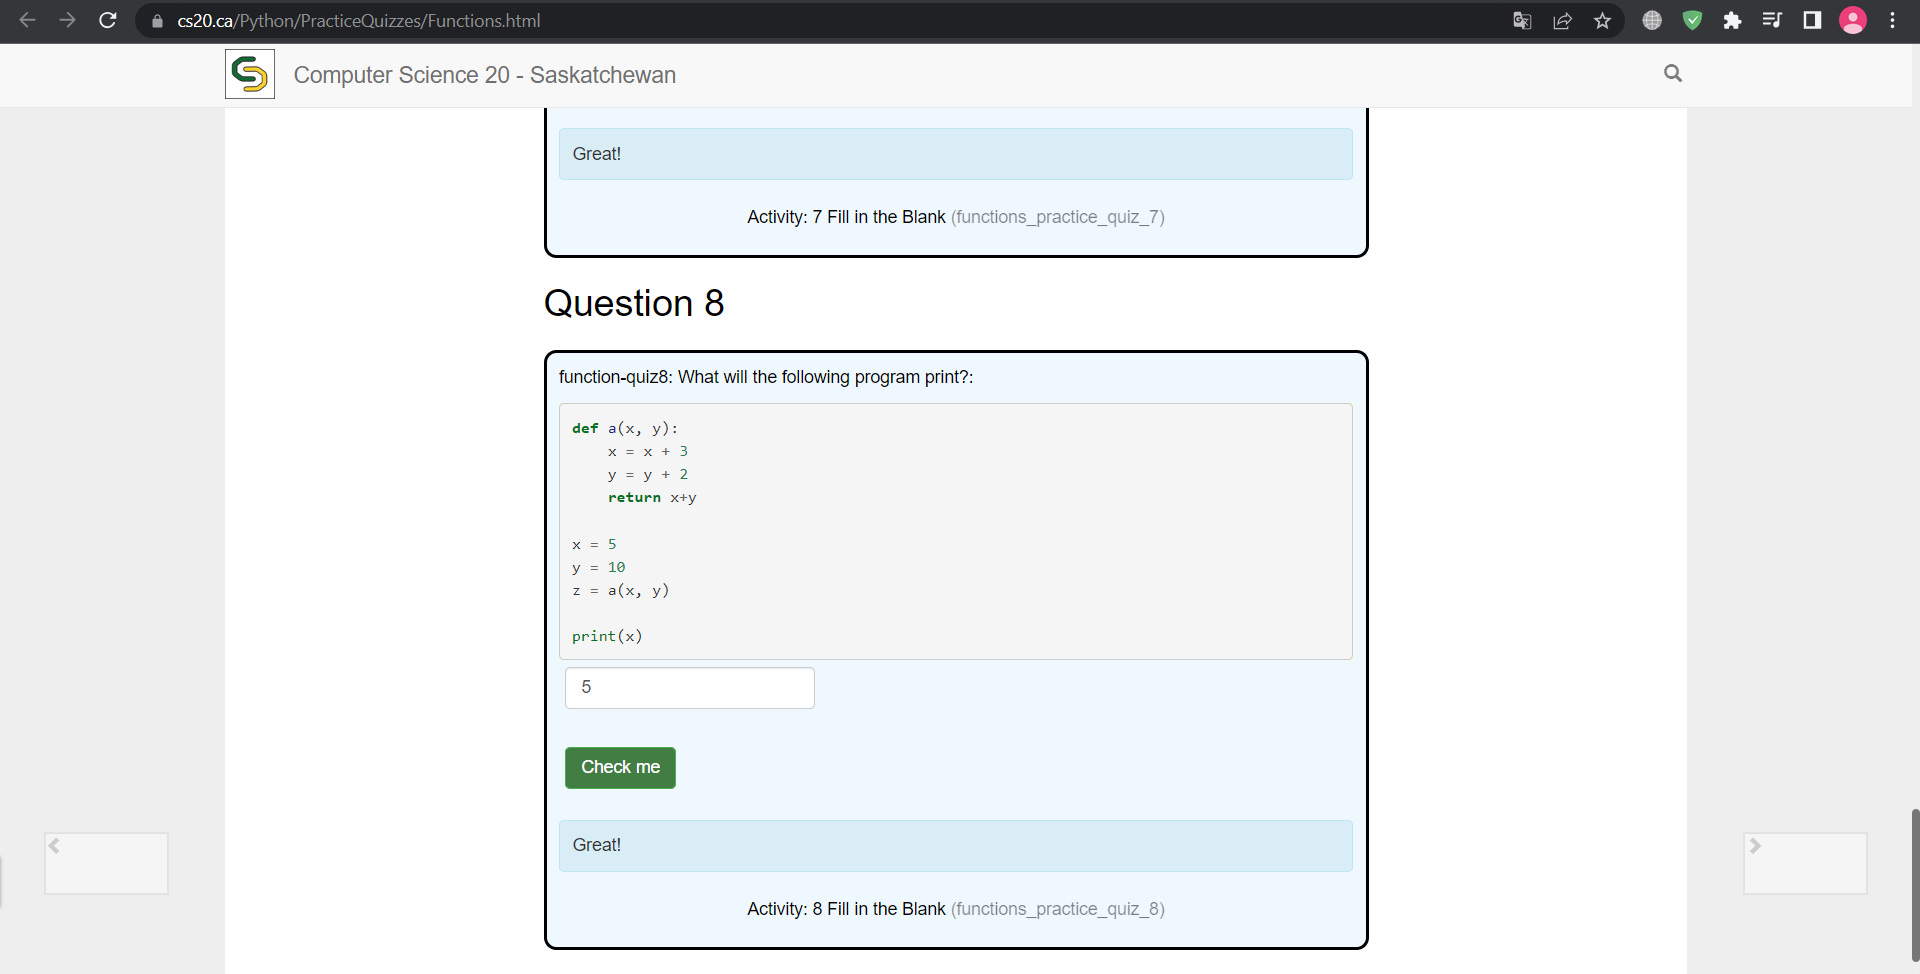 cs20.ca/Python/PracticeQuizzes/Functions.html
Computer Science 20 - Saskatchewan
Great!
Activity: 7 Fill in the Blank (functions_practice_quiz_7)
Question 8
function-quiz8: What will the following program print?:
def a(x, y):
    x = x + 3
    y = y + 2
    return x+y
x = 5
y = 10
z = a(x, y)
print(x)
5
Check me
Great!
Activity: 8 Fill in the Blank (functions_practice_quiz_8)